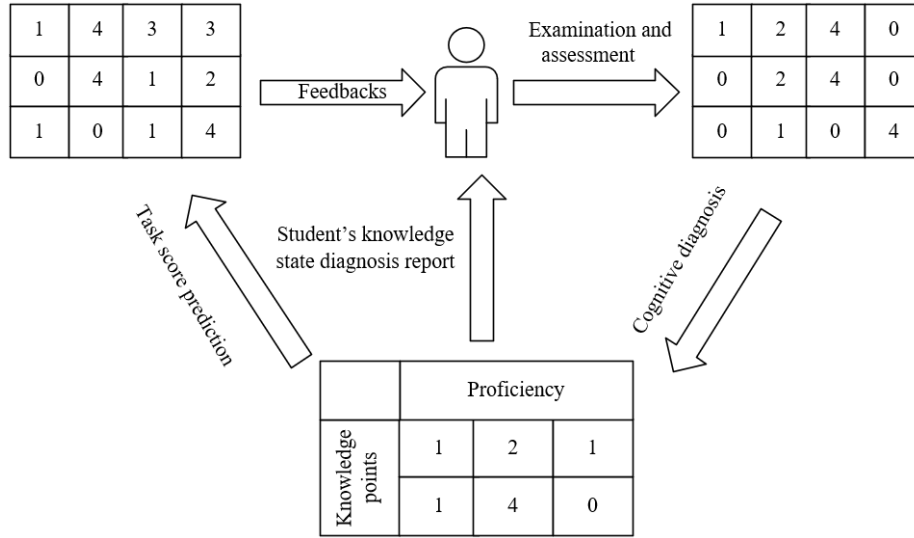 1 4 3 3
0 4 1 2
1 0 1 4
Feedbacks
Examination and
assessment
1 2 4 0
0 2 4 0
0 1 0 4
Task score prediction
Student’s knowledge
state diagnosis report
Cognitive diagnosis
Proficiency
Knowledge
points
1 2 1
1 4 0